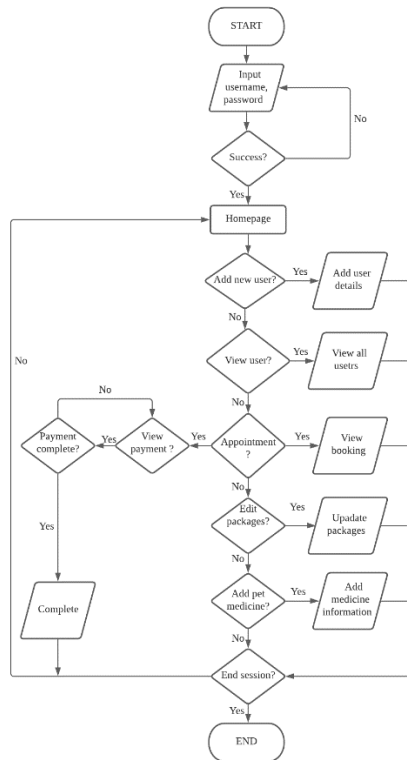 START
Input
username,
password
No
Success?
Yes
Homepage
Add new user?
Yes
Add user
details
No
No
View user?
Yes
View all
usetrs
No
No
Payment
complete?
Yes
View
payment ?
Yes
Appointment
?
Yes
View
booking
No
Edit
packages?
Yes
Upadate
packages
Yes
No
Complete
Add pet
medicine?
Yes
Add
medicine
information
No
End session?
Yes
END